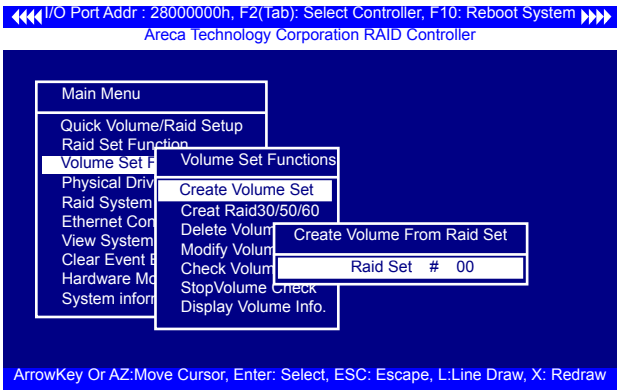 I/O Port Addr : 28000000h, F2(Tab): Select Controller, F10: Reboot System
Areca Technology Corporation RAID Controller
Main Menu
Quick Volume/Raid Setup
Raid Set Function
Volume Set F
Physical Driv
Raid System
Ethernet Con
View System
Clear Event B
Hardware Mo
System inforr
Volume Set Functions
Create Volume Set
Creat Raid30/50/60
Delete Volum
Modify Volum
Check Volum
StopVolume Check
Display Volume Info.
Create Volume From Raid Set
Raid Set # 00
ArrowKey Or AZ:Move Cursor, Enter: Select, ESC: Escape, L:Line Draw, X: Redraw